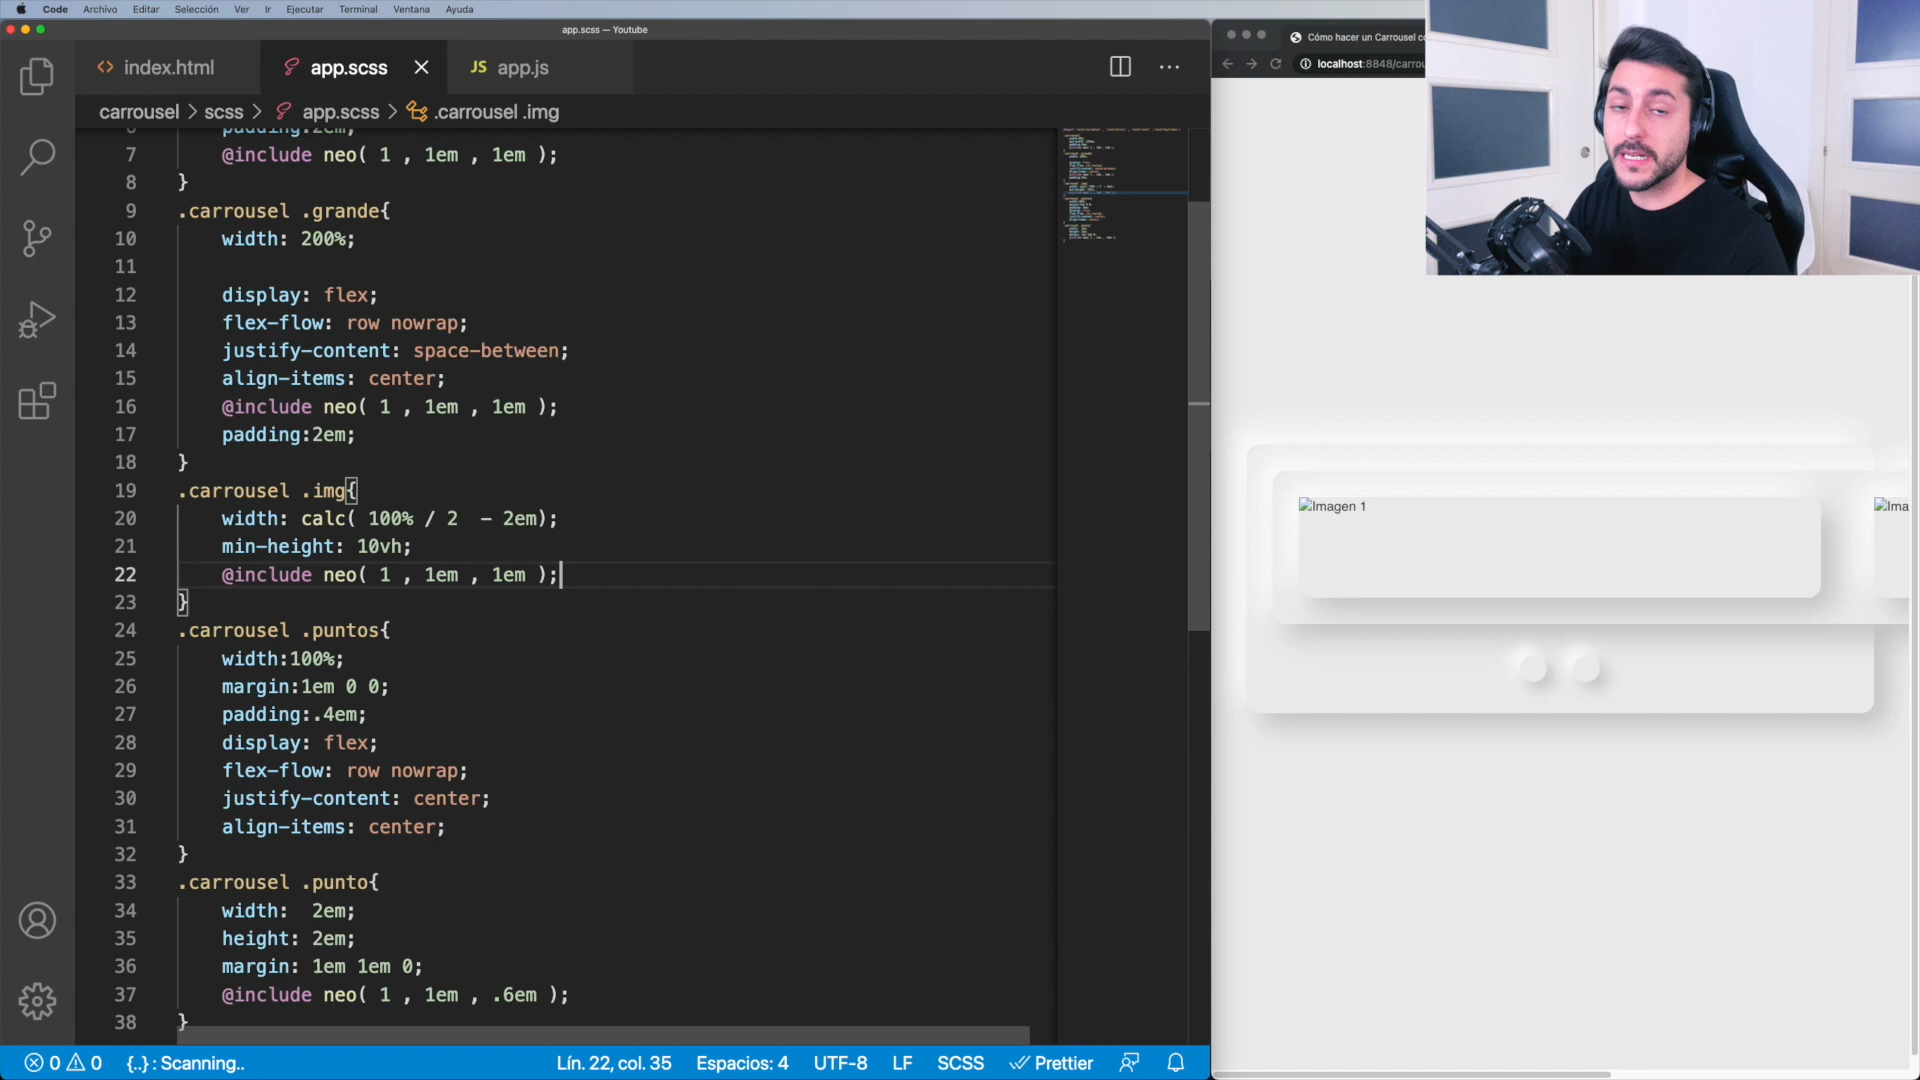 Code Archivo Editar Selección Ver Ir Ejecutar Terminal Ventana Ayuda
app.scss — Youtube
index.html
app.scss
JS app.js
Cómo hacer un Carrousel co
localhost:8848/carrou
carrousel > scss > app.scss > .carrousel .img
padding:2em;
7 @include neo( 1 , 1em , 1em );
8 }
9 .carrousel .grande{
10 width: 200%;
11
12 display: flex;
13 flex-flow: row nowrap;
14 justify-content: space-between;
15 align-items: center;
16 @include neo( 1 , 1em , 1em );
17 padding:2em;
18 }
19 .carrousel .img{
20 width: calc( 100% / 2  - 2em);
21 min-height: 10vh;
22 @include neo( 1 , 1em , 1em );
23 }
24 .carrousel .puntos{
25 width:100%;
26 margin:1em 0 0;
27 padding:.4em;
28 display: flex;
29 flex-flow: row nowrap;
30 justify-content: center;
31 align-items: center;
32 }
33 .carrousel .punto{
34 width:  2em;
35 height: 2em;
36 margin: 1em 1em 0;
37 @include neo( 1 , 1em , .6em );
38 }
Imagen 1
Ima
0 0 {..} : Scanning.. Lín. 22, col. 35 Espacios: 4 UTF-8 LF SCSS Prettier